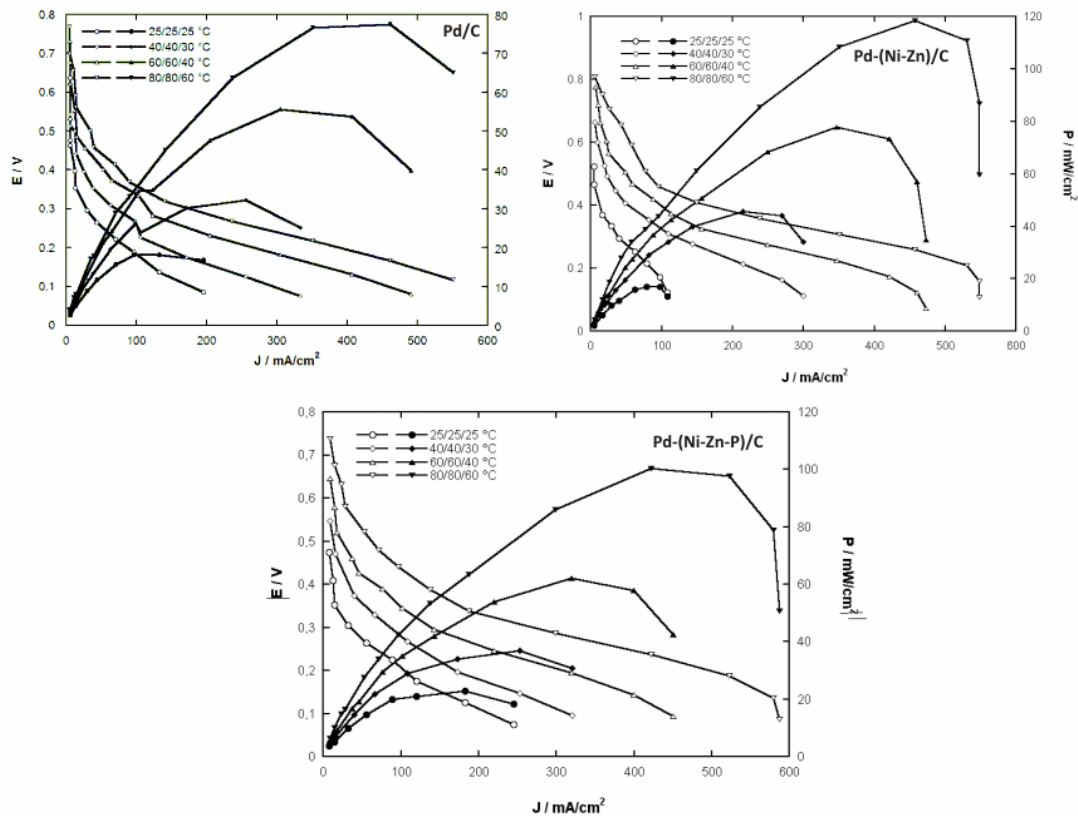 Pd/C
25/25/25 °C
40/40/30 °C
60/60/40 °C
80/80/60 °C
0.8
0.7
0.6
0.5
0.4
0.3
0.2
0.1
0
E / V
80
70
60
50
40
30
20
10
0
0 100 200 300 400 500 600
J / mA/cm2
Pd-(Ni-Zn)/C
25/25/25 °C
40/40/30 °C
60/60/40 °C
80/80/60 °C
1
0.8
0.6
0.4
0.2
0
E / V
120
100
80
60
40
20
0
P / mW/cm2
0 100 200 300 400 500 600
J / mA/cm2
Pd-(Ni-Zn-P)/C
25/25/25 °C
40/40/30 °C
60/60/40 °C
80/80/60 °C
0,8
0,7
0,6
0,5
0,4
0,3
0,2
0,1
0
E / V
120
100
80
60
40
20
0
P / mW/cm2
0 100 200 300 400 500 600
J / mA/cm2